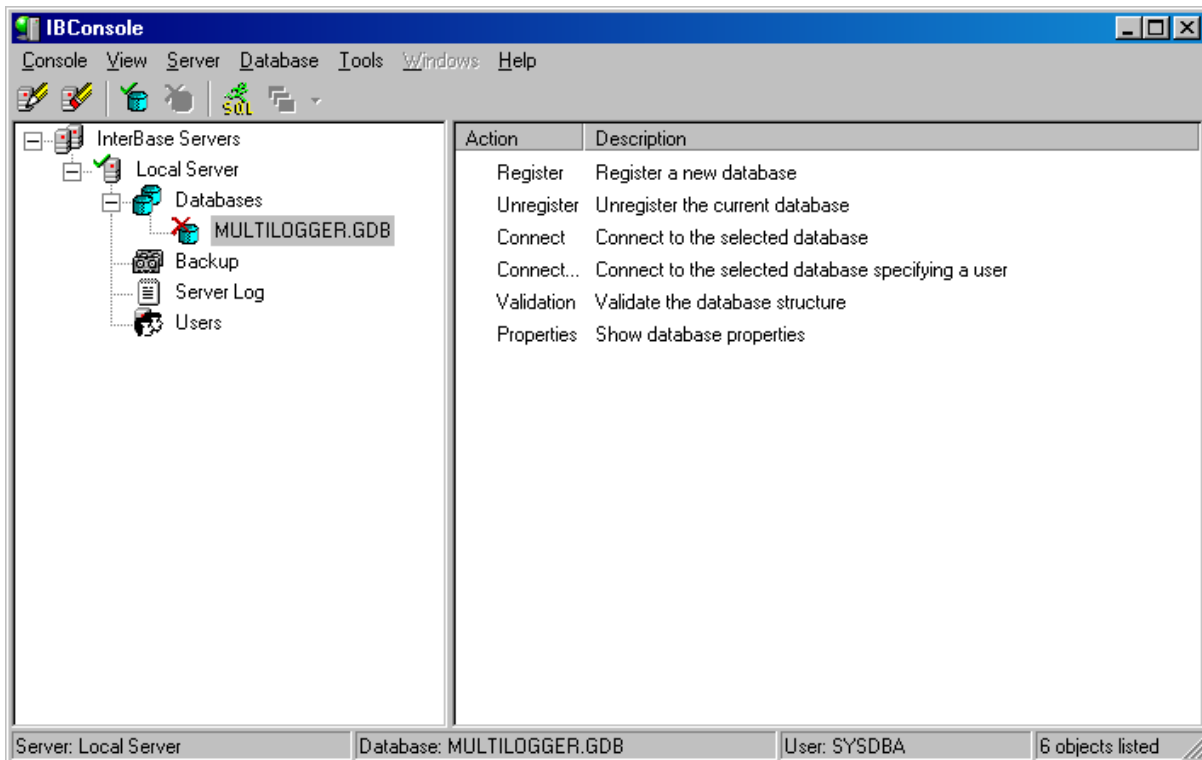 IBConsole
Console View Server Database Tools Windows Help
SQL
InterBase Servers
Local Server
Databases
MULTILOGGER.GDB
Backup
Server Log
Users
Action Description
Register Register a new database
Unregister Unregister the current database
Connect Connect to the selected database
Connect... Connect to the selected database specifying a user
Validation Validate the database structure
Properties Show database properties
Server: Local Server Database: MULTILOGGER.GDB User: SYSDBA 6 objects listed